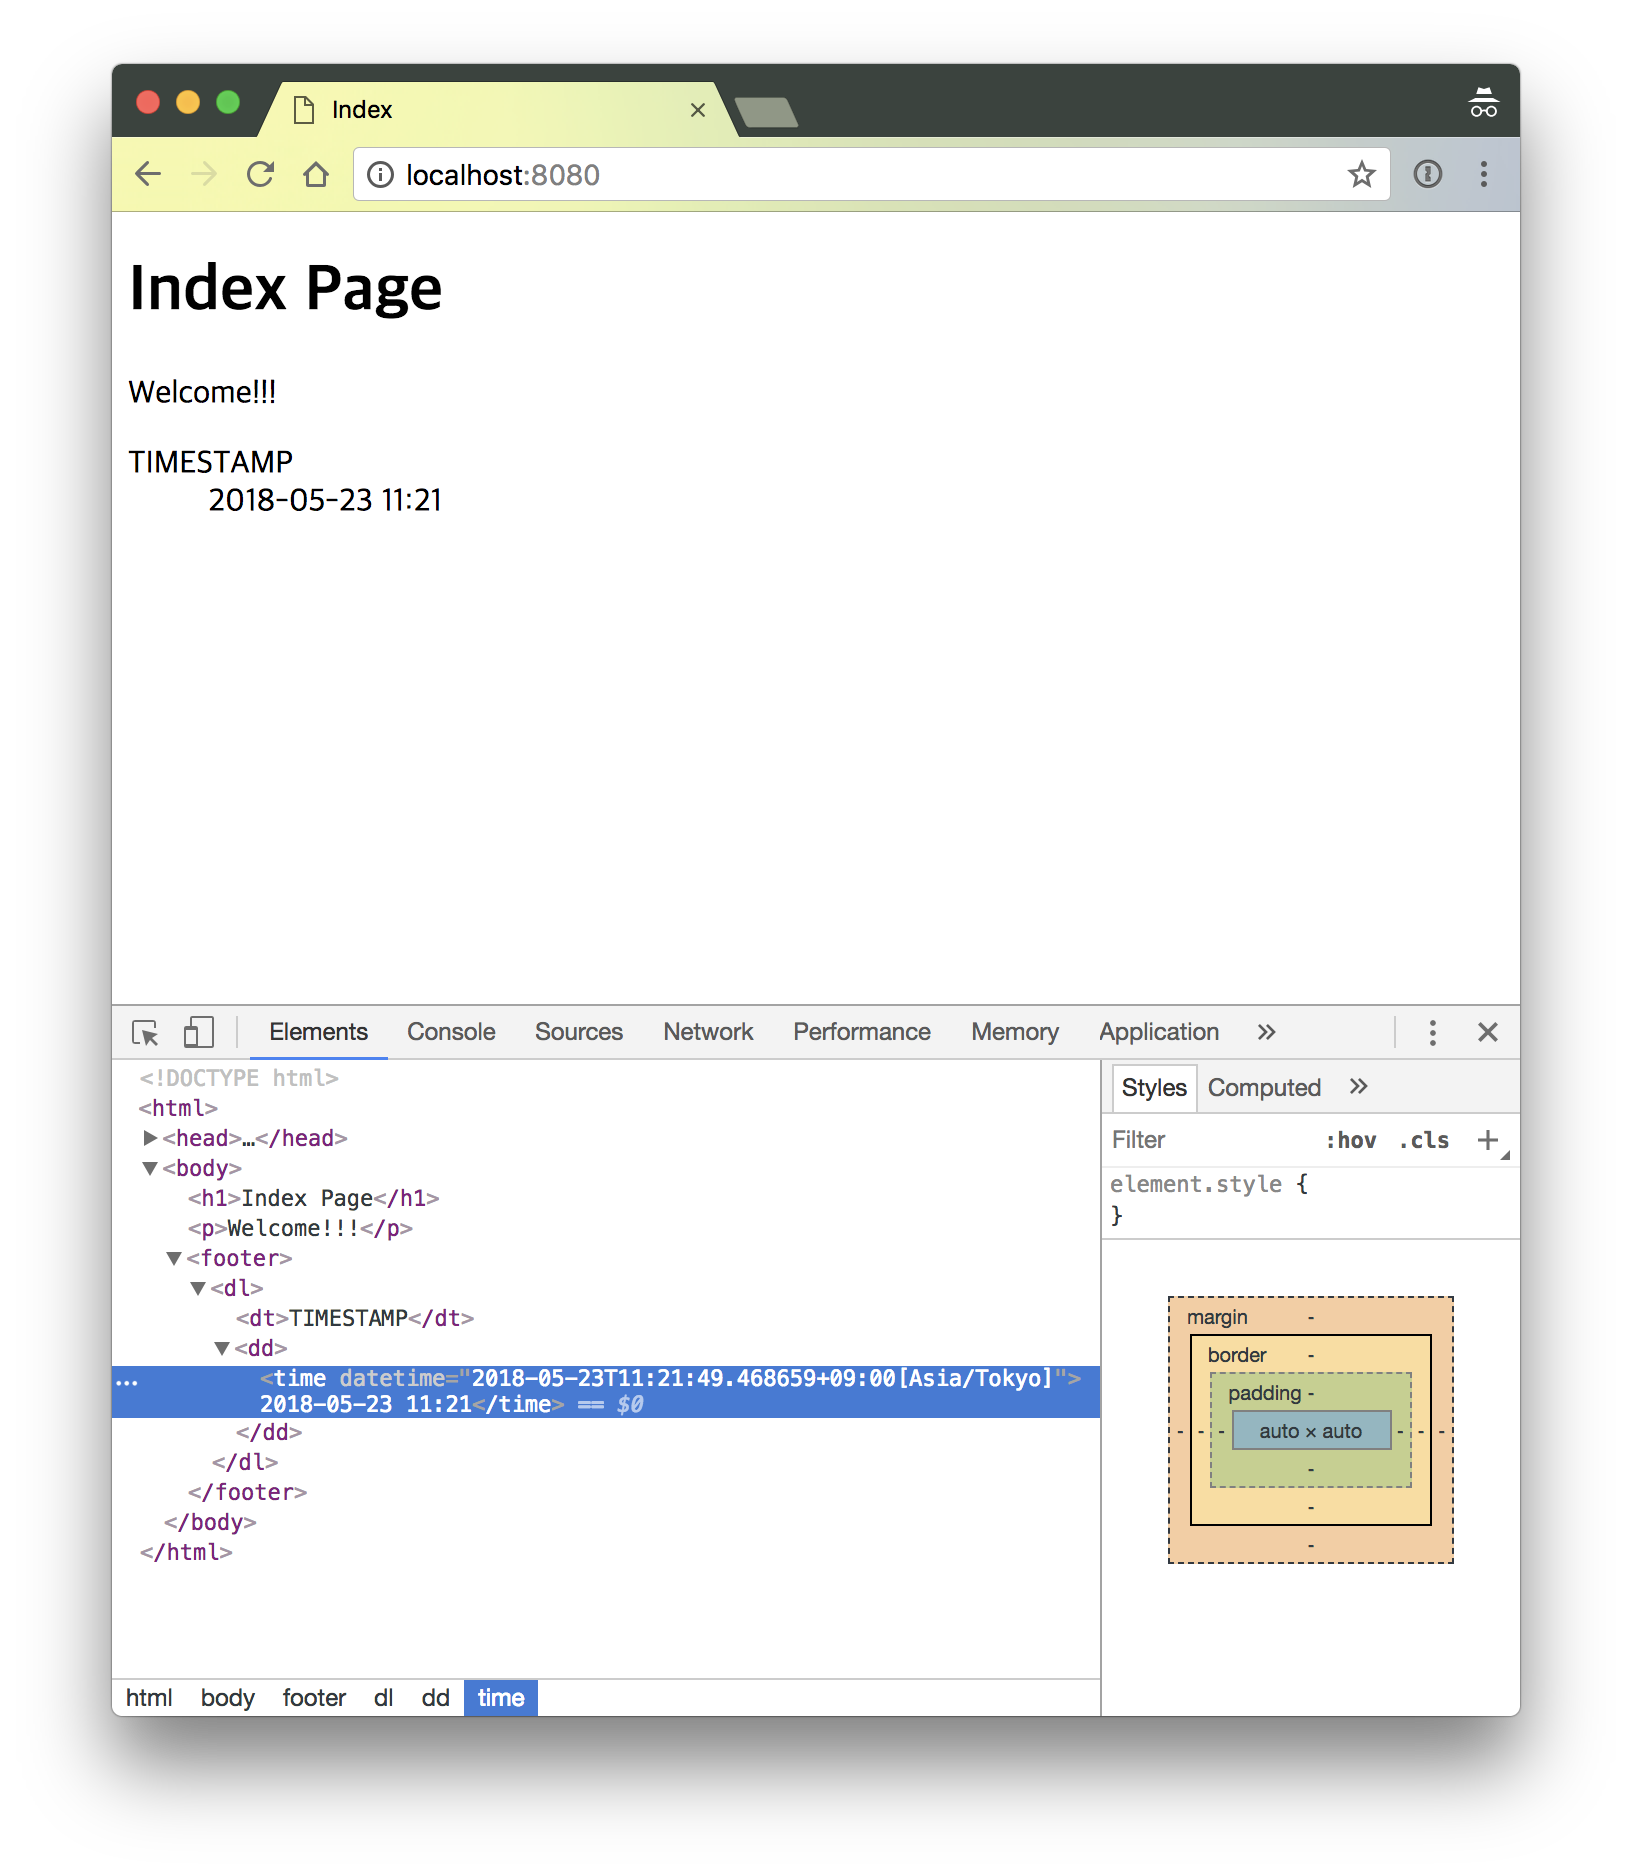 Index
localhost:8080
Index Page
Welcome!!!
TIMESTAMP
2018-05-23 11:21
Elements Console Sources Network Performance Memory Application »
<!DOCTYPE html>
<html>
<head>…</head>
<body>
<h1>Index Page</h1>
<p>Welcome!!!</p>
<footer>
<dl>
<dt>TIMESTAMP</dt>
<dd>
<time datetime="2018-05-23T11:21:49.468659+09:00[Asia/Tokyo]">
2018-05-23 11:21</time> == $0
</dd>
</dl>
</footer>
</body>
</html>
html body footer dl dd time
Styles Computed »
Filter :hov .cls +
element.style {
}
margin -
border -
padding -
- - - auto × auto - - -
-
-
-